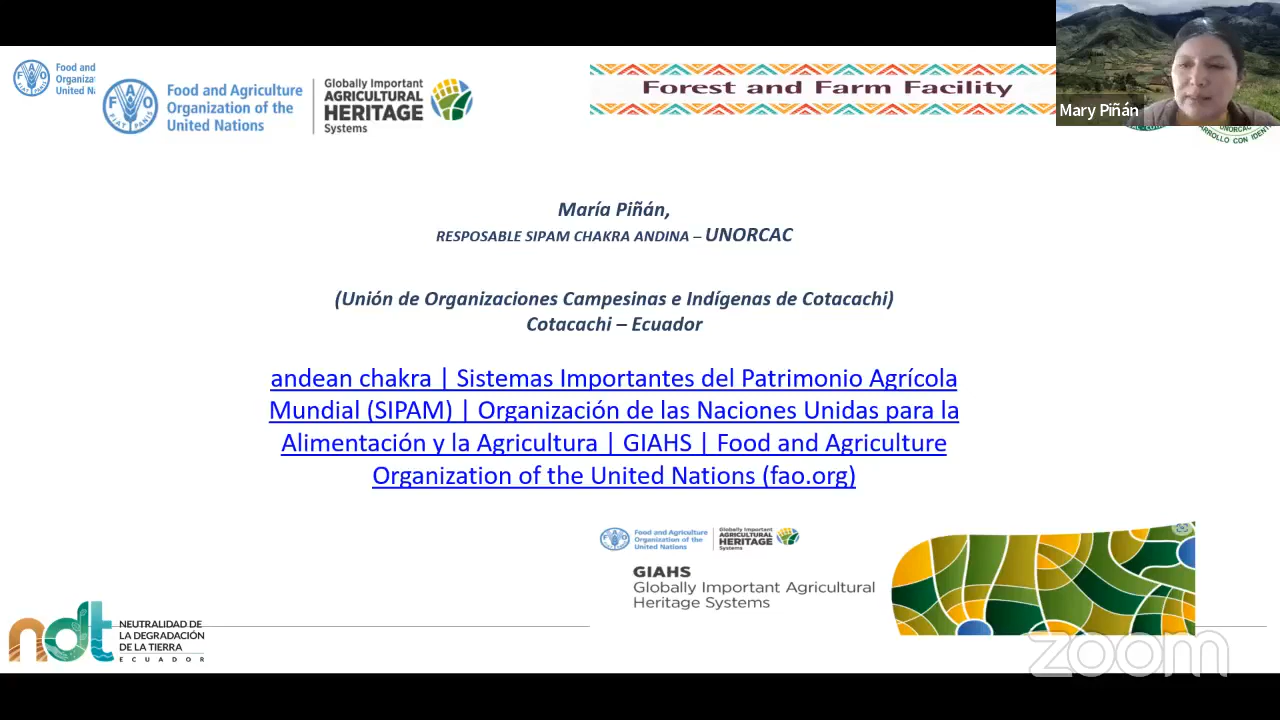 Food and
Organiza
United Na
Food and Agriculture
Organization of the
United Nations
FIAT PANIS
Globally Important
AGRICULTURAL
HERITAGE
Systems
Forest and Farm Facility
Mary Piñán
UNORCAC
María Piñán,
RESPOSABLE SIPAM CHAKRA ANDINA – UNORCAC
(Unión de Organizaciones Campesinas e Indígenas de Cotacachi)
Cotacachi – Ecuador
andean chakra | Sistemas Importantes del Patrimonio Agrícola
Mundial (SIPAM) | Organización de las Naciones Unidas para la
Alimentación y la Agricultura | GIAHS | Food and Agriculture
Organization of the United Nations (fao.org)
Food and Agriculture
Organization of the
United Nations
Globally Important
AGRICULTURAL
HERITAGE
Systems
GIAHS
Globally Important Agricultural
Heritage Systems
ndt
NEUTRALIDAD DE
LA DEGRADACIÓN
DE LA TIERRA
ECUADOR
zoom